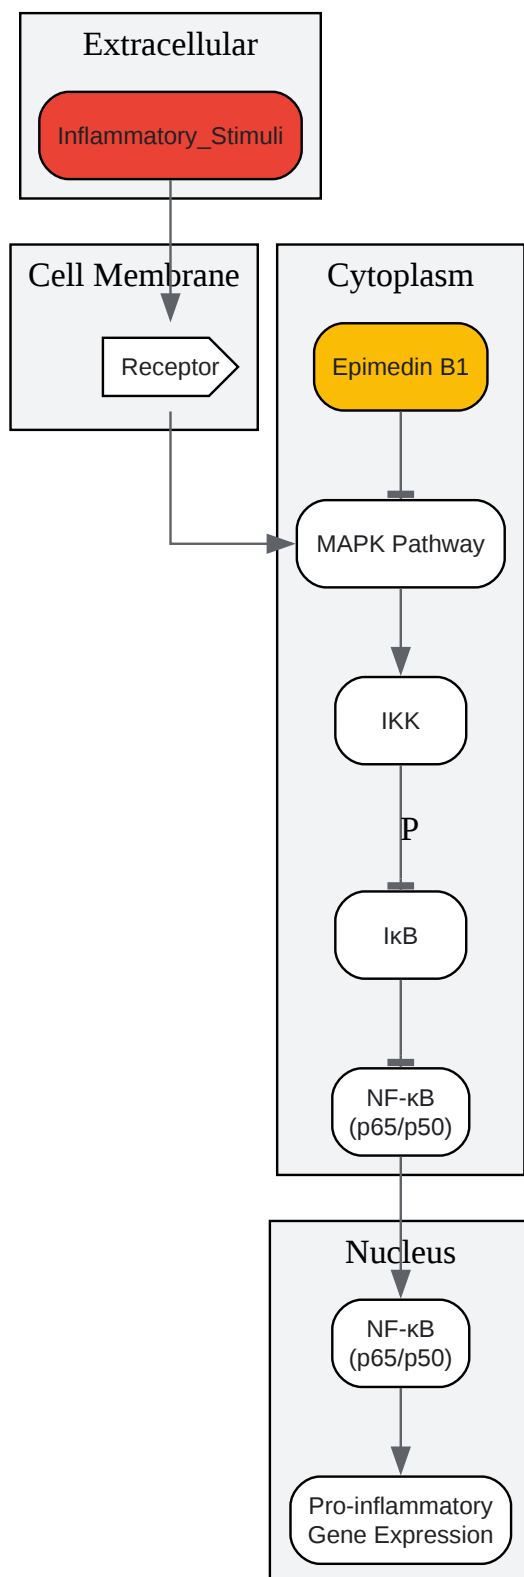 Extracellular
Inflammatory_Stimuli
Cell Membrane
Receptor
Cytoplasm
Epimedin B1
MAPK Pathway
IKK
P
IκB
NF-κB
(p65/p50)
Nucleus
NF-κB
(p65/p50)
Pro-inflammatory
Gene Expression